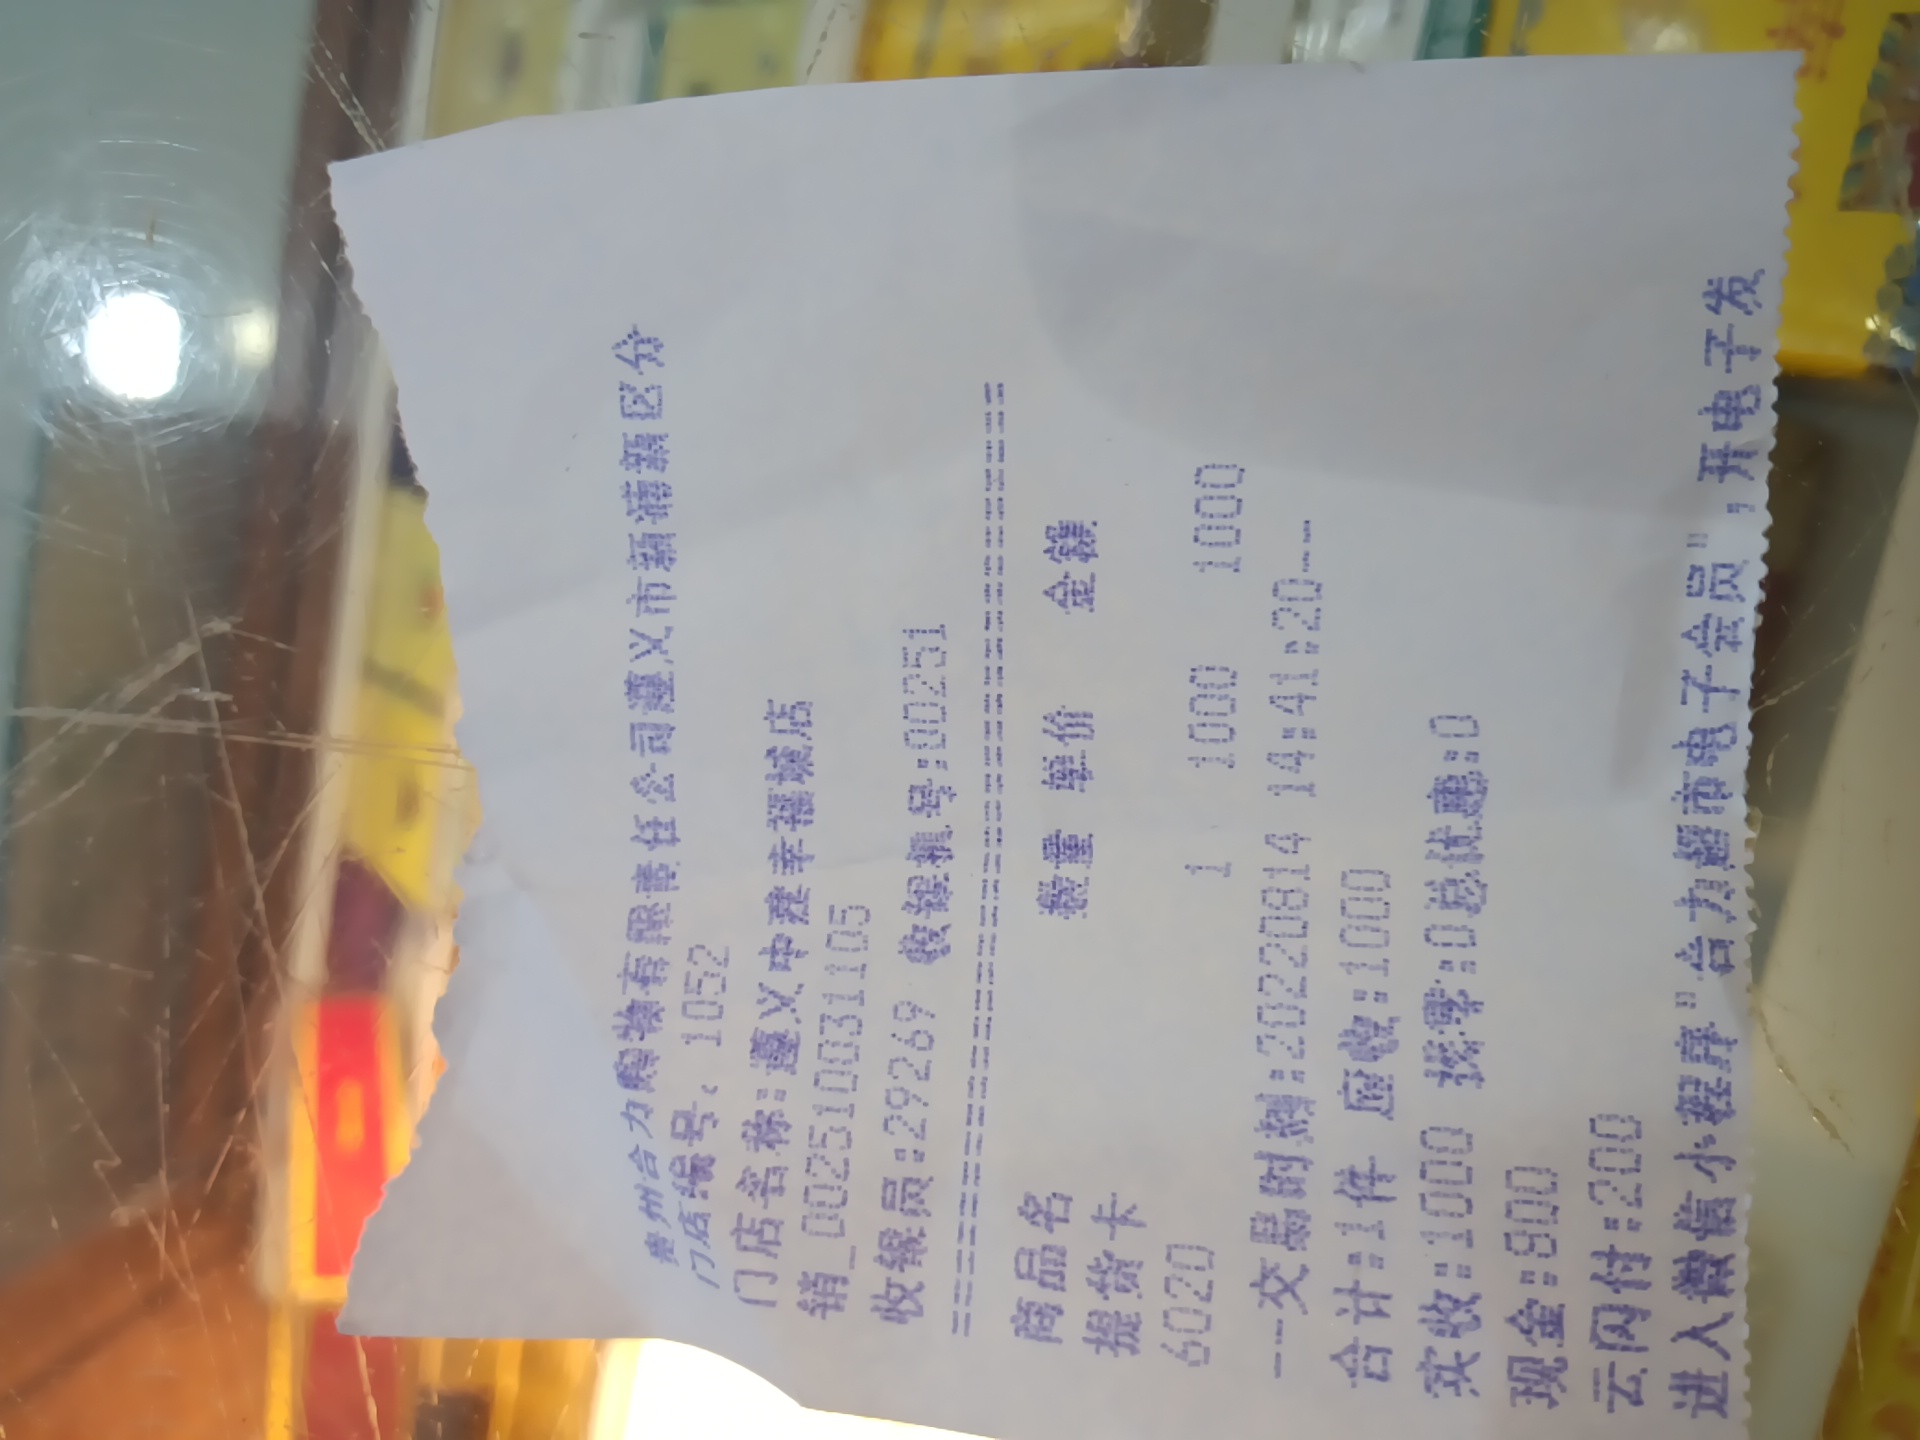 贵州合力购物有限责任公司遵义市新蒲新区分
门店编号:1052
门店名称:遵义中建幸福城店
销_00251003110​5
收银员:29269 收银机号:00251
========================================
商品名 数量 单价 金额
提货卡
6020 1 1000 1000
---交易时刻:20220814 14:41:20---
合计:1件 应收:1000
实收:1000 找零:0总优惠:0
现金:800
云闪付:200
进入微信小程序"合力超市电子会员",开电子发